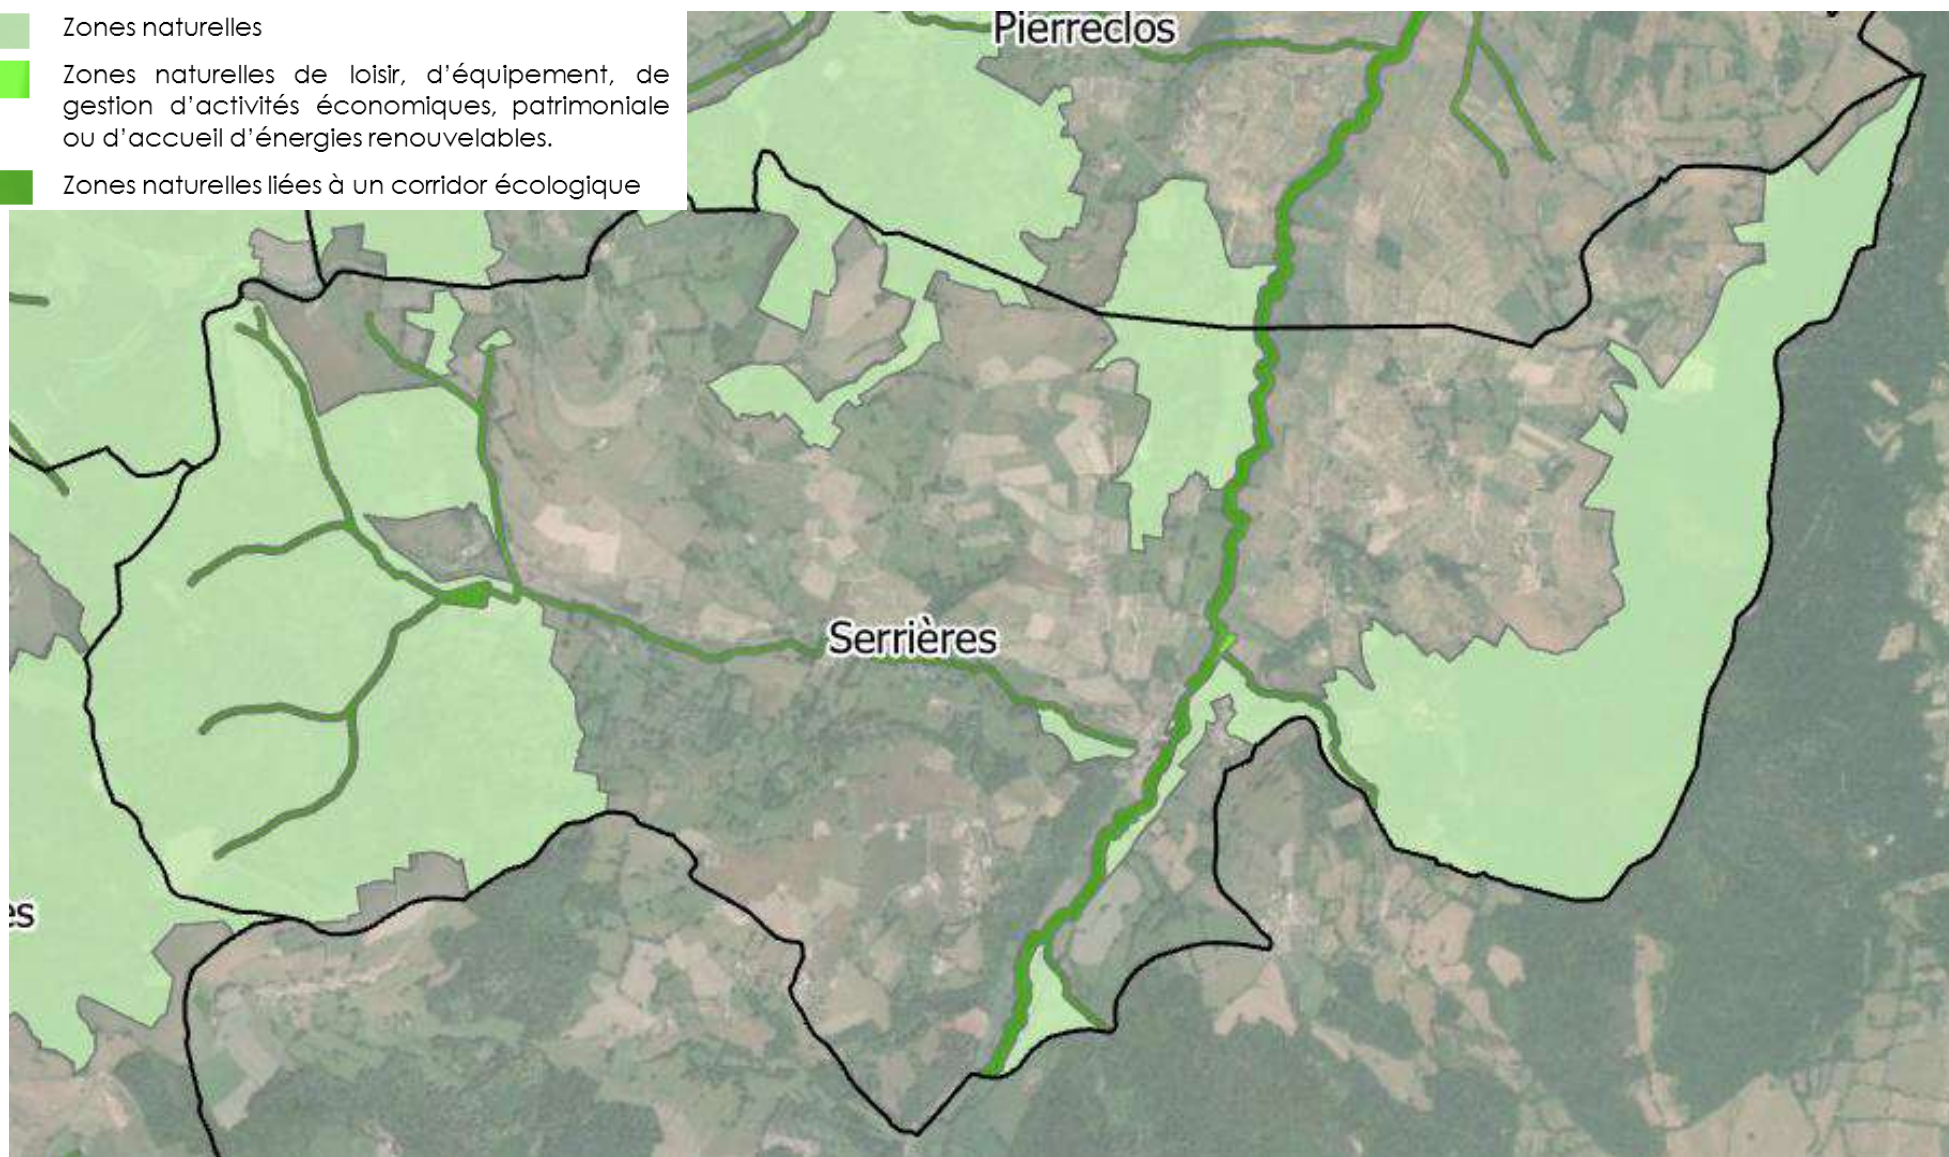 Zones naturelles
Zones naturelles de loisir, d'équipement, de
gestion d'activités économiques, patrimoniale
ou d'accueil d'énergies renouvelables.
Zones naturelles liées à un corridor écologique
Pierreclos
Serrières
es